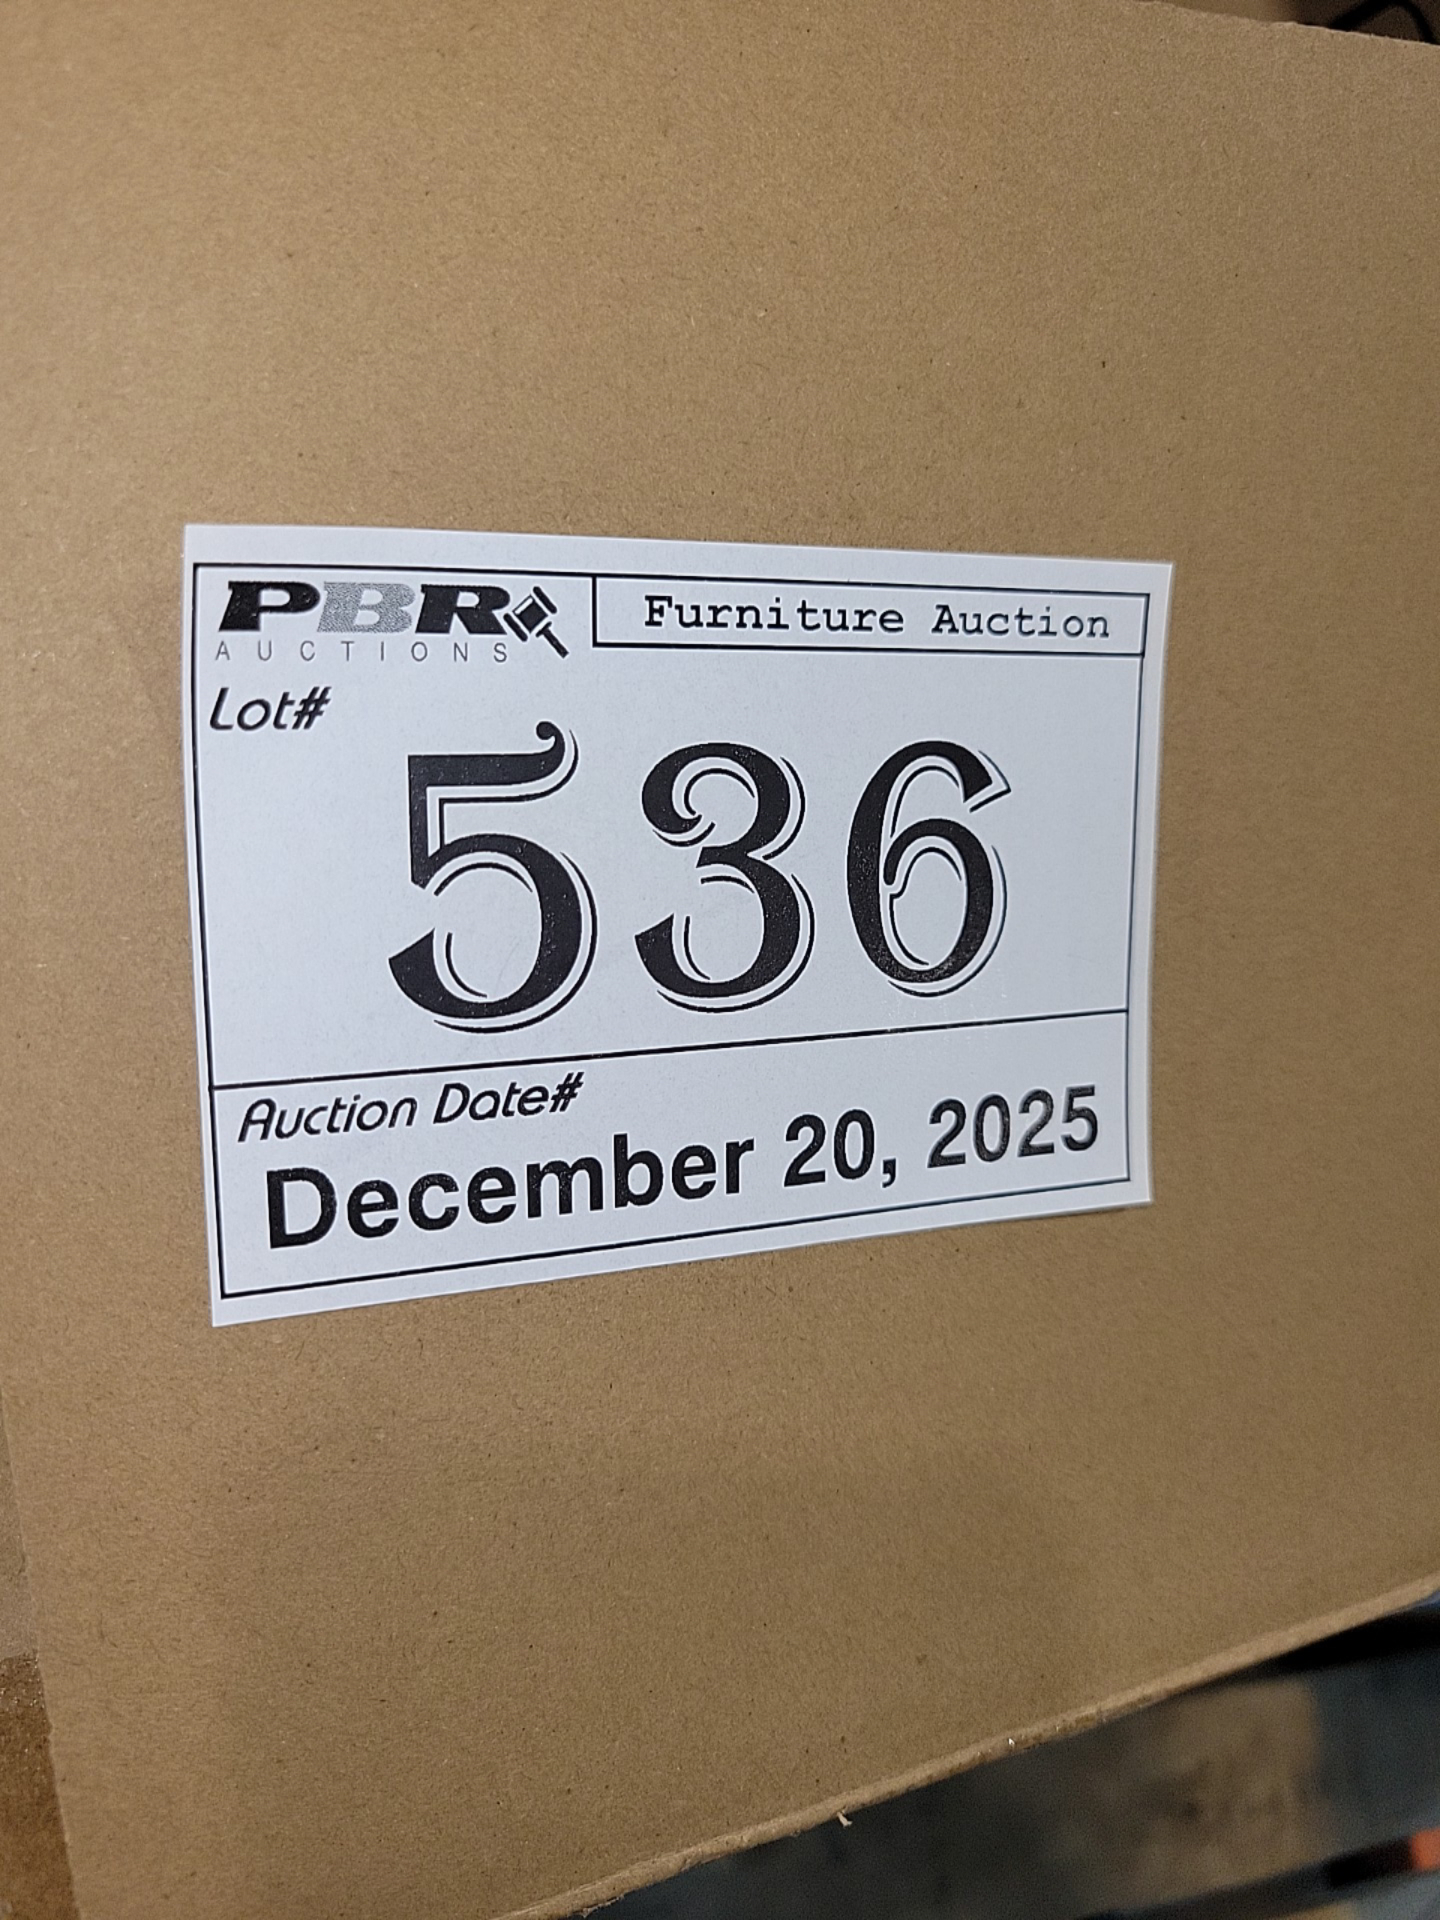 PBR
AUCTIONS
Furniture Auction
Lot#
536
Auction Date#
December 20, 2025